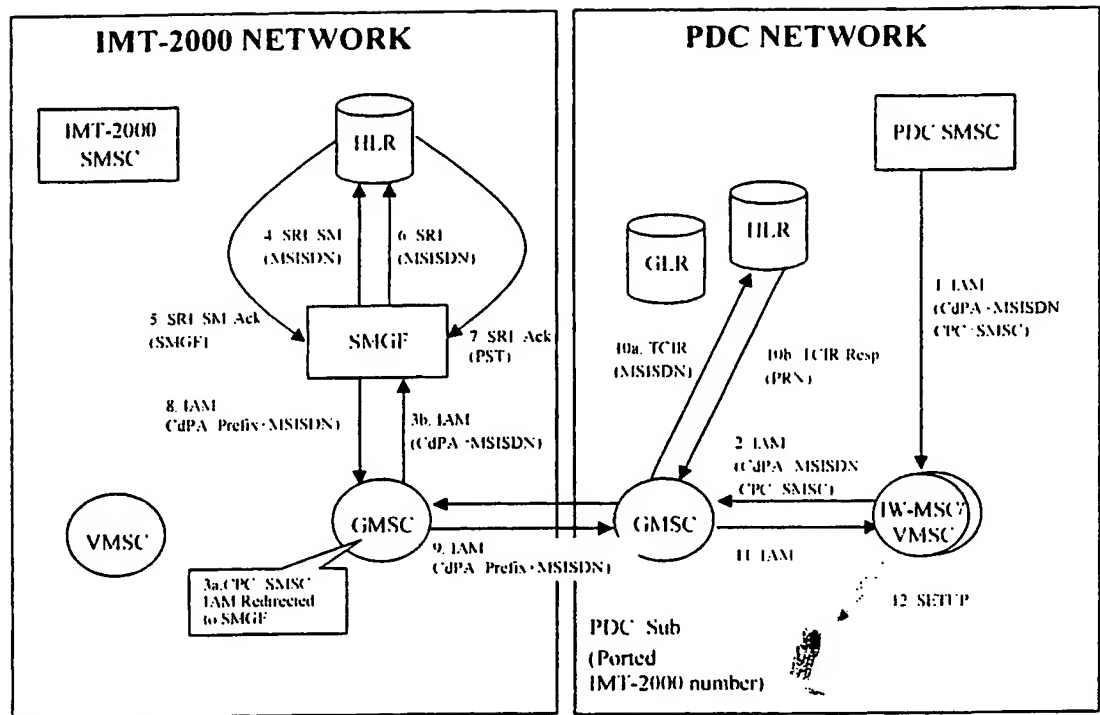 IMT-2000 NETWORK
PDC NETWORK
IMT-2000
SMSC
HLR
PDC SMSC
4 SRI SM
(MSISDN)
6 SRI
(MSISDN)
GLR
HLR
1 IAM
(CdPA - MSISDN
CPC - SMSC)
5 SRI SM Ack
(SMGF)
SMGF
7 SRI Ack
(PST)
10a. TCIR
(MSISDN)
10b TCIR Resp
(PRN)
8. IAM
CdPA Prefix+MSISDN)
3b. IAM
(CdPA - MSISDN)
2 IAM
(CdPA MSISDN
CPC SMSC)
VMSC
GMSC
GMSC
IW-MSC/
VMSC
9. IAM
CdPA Prefix+MSISDN)
11 IAM
3a.CPC SMSC
IAM Redirected
to SMGF
12 SETUP
PDC Sub
(Ported
IMT-2000 number)